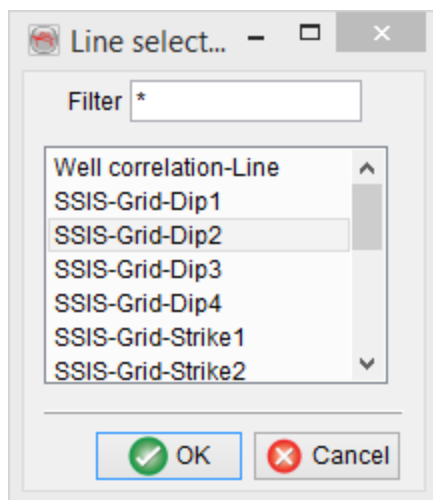 Line select...
Filter *
Well correlation-Line
SSIS-Grid-Dip1
SSIS-Grid-Dip2
SSIS-Grid-Dip3
SSIS-Grid-Dip4
SSIS-Grid-Strike1
SSIS-Grid-Strike2
OK Cancel